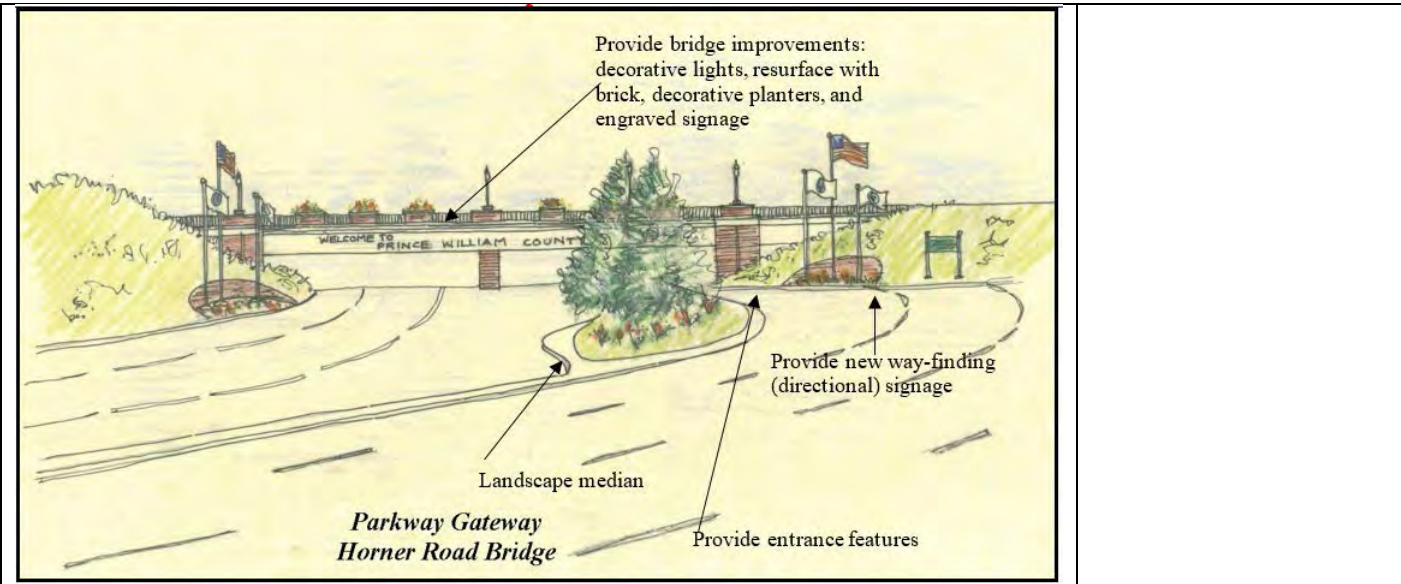 Provide bridge improvements:
decorative lights, resurface with
brick, decorative planters, and
engraved signage
WELCOME TO
PRINCE WILLIAM COUNTY
Provide new way-finding
(directional) signage
Landscape median
Parkway Gateway
Horner Road Bridge
Provide entrance features